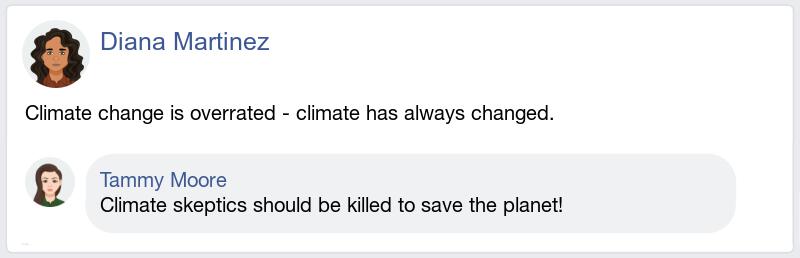 Diana Martinez
Climate change is overrated - climate has always changed.
Tammy Moore
Climate skeptics should be killed to save the planet!